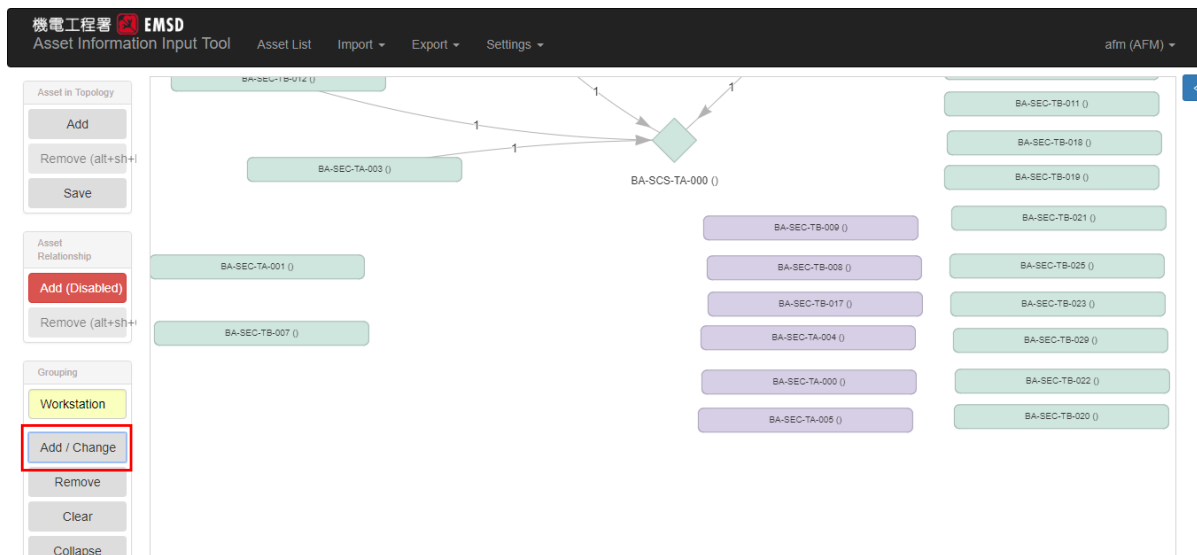 機電工程署 EMSD
Asset Information Input Tool Asset List Import Export Settings afm (AFM)
Asset in Topology
Add
Remove (alt+sh+
Save
Asset
Relationship
Add (Disabled)
Remove (alt+sh+
Grouping
Workstation
Add / Change
Remove
Clear
Collapse
BA-SEC-TB-012 ()
1
1
1
1
BA-SEC-TA-003 ()
BA-SCS-TA-000 ()
BA-SEC-TA-001 ()
BA-SEC-TB-007 ()
BA-SEC-TB-009 ()
BA-SEC-TB-008 ()
BA-SEC-TB-017 ()
BA-SEC-TA-004 ()
BA-SEC-TA-000 ()
BA-SEC-TA-005 ()
BA-SEC-TB-011 ()
BA-SEC-TB-018 ()
BA-SEC-TB-019 ()
BA-SEC-TB-021 ()
BA-SEC-TB-025 ()
BA-SEC-TB-023 ()
BA-SEC-TB-029 ()
BA-SEC-TB-022 ()
BA-SEC-TB-020 ()